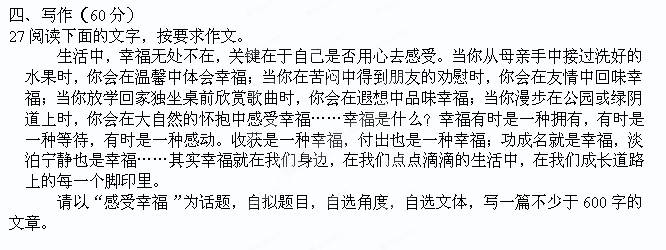 四、写作（60分）
27阅读下面的文字，按要求作文。
生活中，幸福无处不在，关键在于自己是否用心去感受。当你从母亲手中接过洗好的
水果时，你会在温馨中体会幸福；当你在苦闷中得到朋友的劝慰时，你会在友情中回味幸
福；当你放学回家独坐桌前欣赏歌曲时，你会在遐想中品味幸福；当你漫步在公园或绿阴
道上时，你会在大自然的怀抱中感受幸福……幸福是什么？幸福有时是一种拥有，有时是
一种等待，有时是一种感动。收获是一种幸福，付出也是一种幸福；功成名就是幸福，淡
泊宁静也是幸福……其实幸福就在我们身边，在我们点点滴滴的生活中，在我们成长道路
上的每一个脚印里。
请以“感受幸福”为话题，自拟题目，自选角度，自选文体，写一篇不少于600字的
文章。